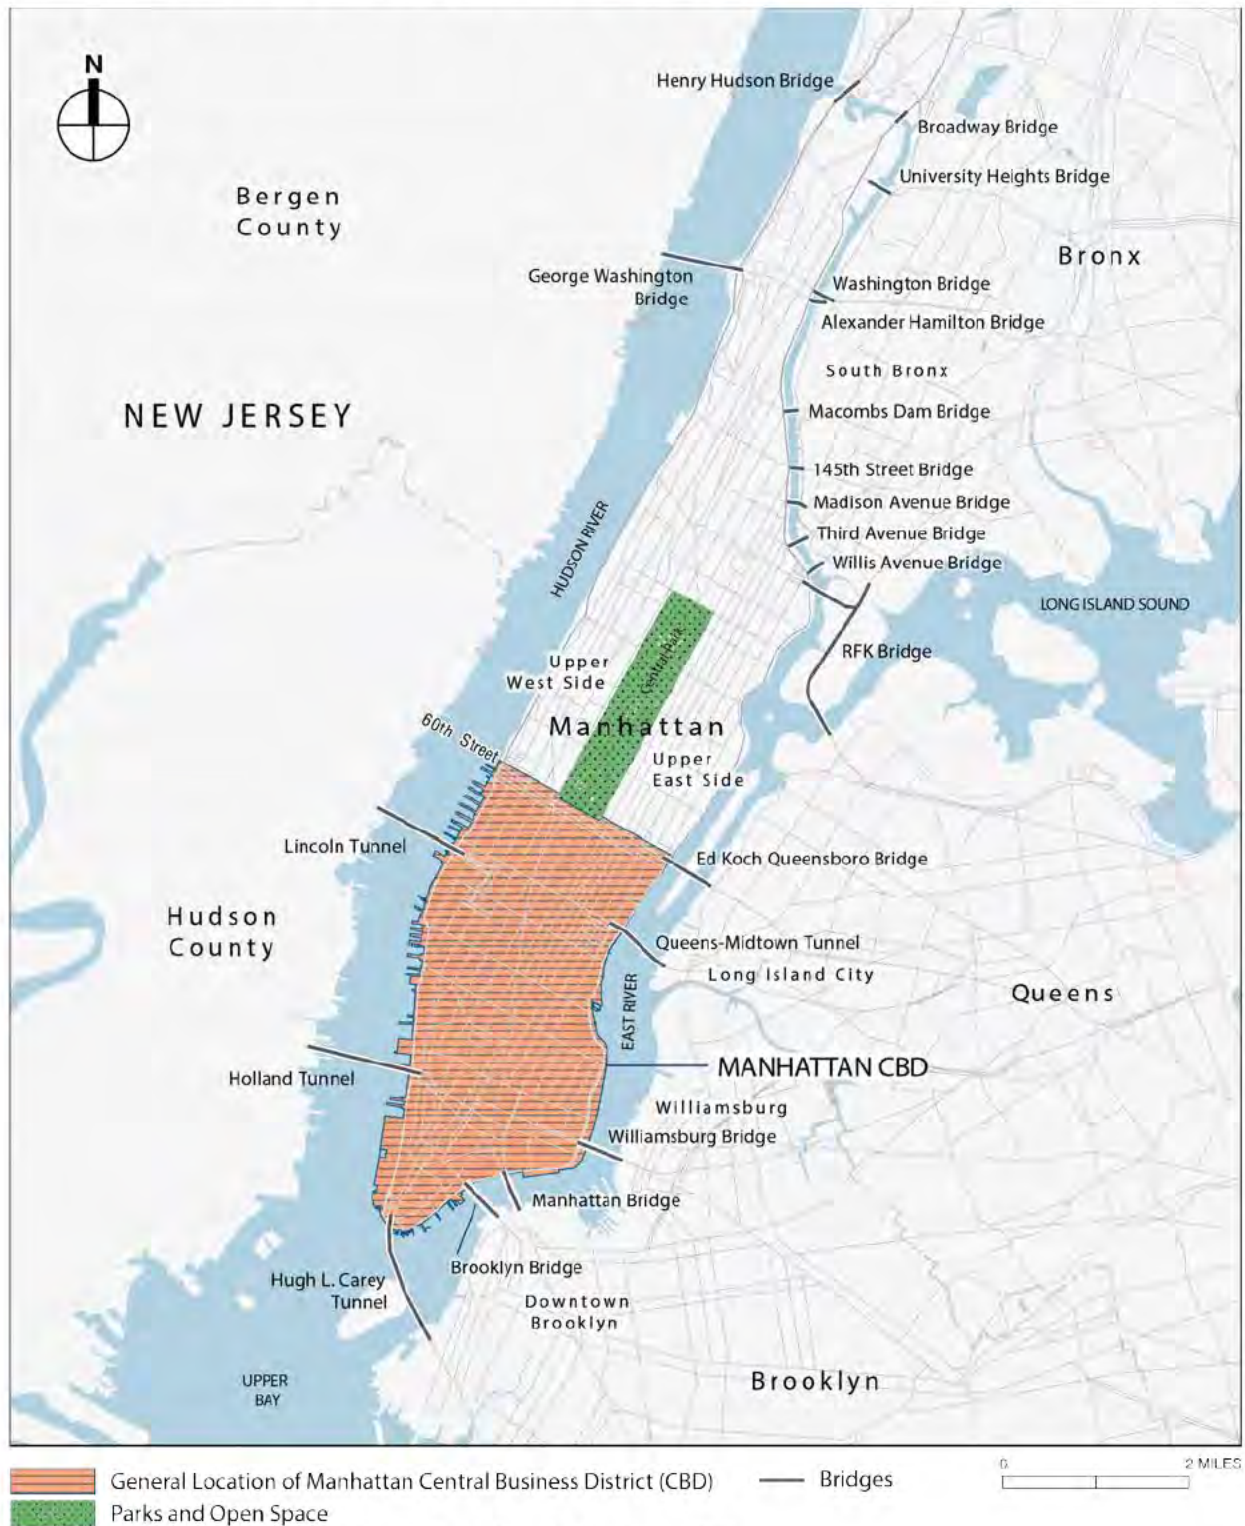 N
Henry Hudson Bridge
Broadway Bridge
University Heights Bridge
Bergen
County
Bronx
George Washington
Bridge
Washington Bridge
Alexander Hamilton Bridge
South Bronx
NEW JERSEY
Macombs Dam Bridge
145th Street Bridge
Madison Avenue Bridge
Third Avenue Bridge
Willis Avenue Bridge
HUDSON RIVER
LONG ISLAND SOUND
RFK Bridge
Central Park
Upper
West Side
Manhattan
60th Street
Upper
East Side
Lincoln Tunnel
Ed Koch Queensboro Bridge
Hudson
County
Queens-Midtown Tunnel
Long Island City
Queens
EAST RIVER
MANHATTAN CBD
Holland Tunnel
Williamsburg
Williamsburg Bridge
Manhattan Bridge
Brooklyn Bridge
Hugh L. Carey
Tunnel
Downtown
Brooklyn
Brooklyn
UPPER
BAY
General Location of Manhattan Central Business District (CBD)
Bridges
0 2 MILES
Parks and Open Space